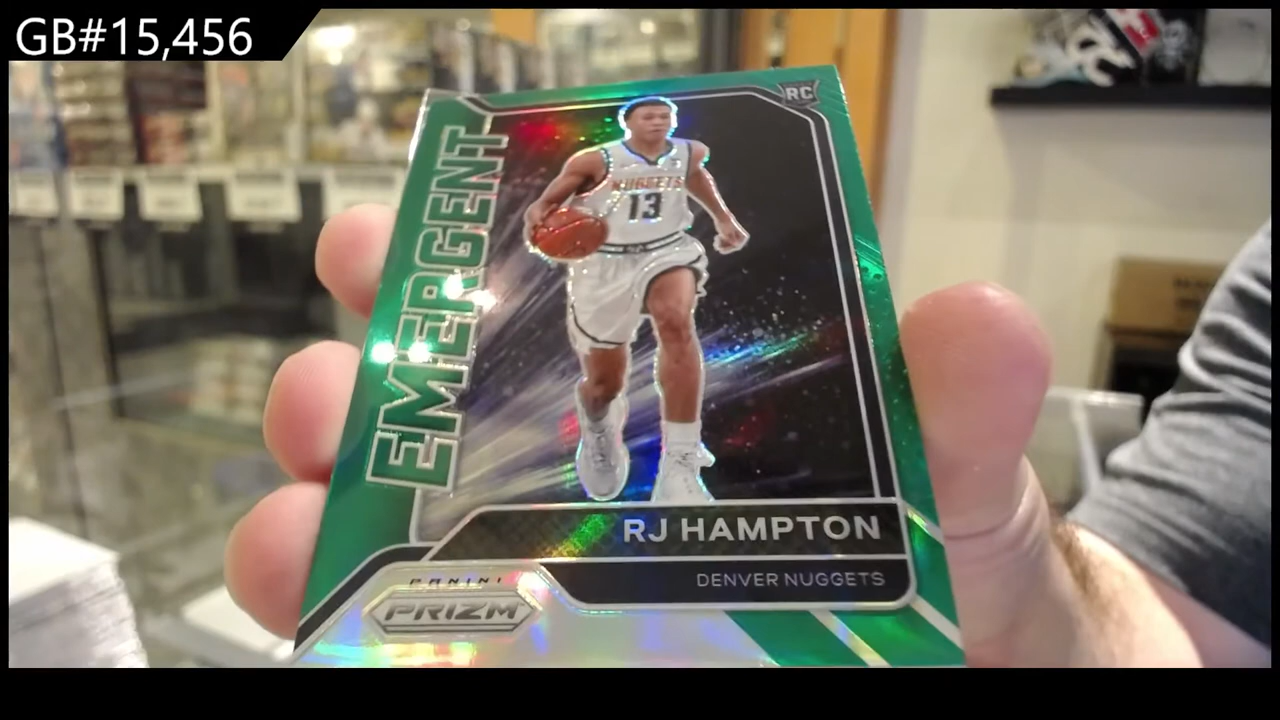 GB#15,456
RC
EMERGENT
NUGGETS
13
RJ HAMPTON
DENVER NUGGETS
PANINI
PRIZM